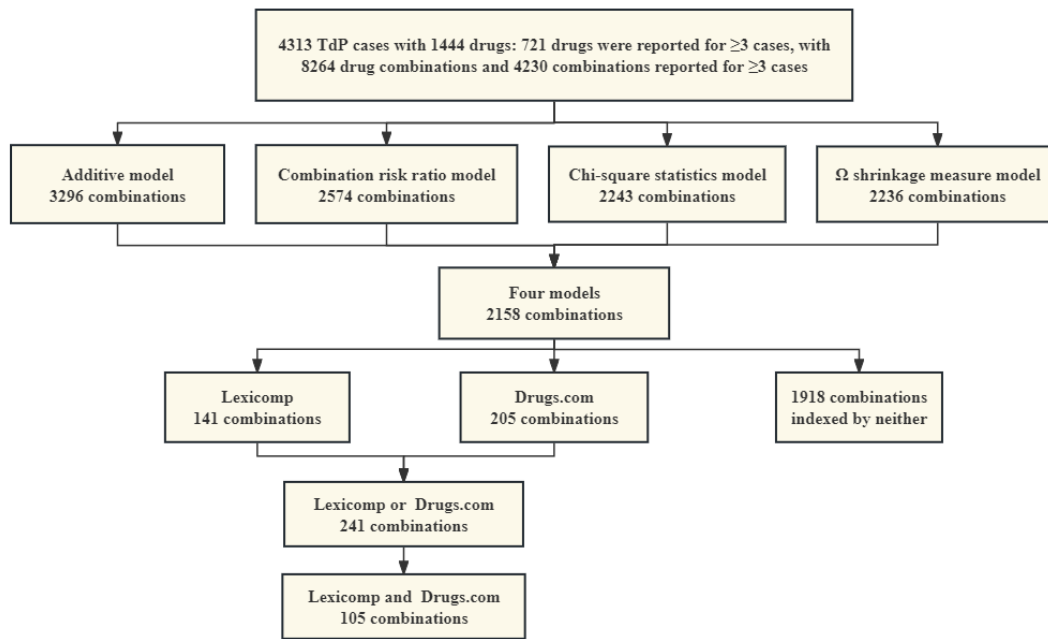 4313 TdP cases with 1444 drugs: 721 drugs were reported for ≥3 cases, with
8264 drug combinations and 4230 combinations reported for ≥3 cases
Additive model
3296 combinations
Combination risk ratio model
2574 combinations
Chi-square statistics model
2243 combinations
Ω shrinkage measure model
2236 combinations
Four models
2158 combinations
Lexicomp
141 combinations
Drugs.com
205 combinations
1918 combinations
indexed by neither
Lexicomp or Drugs.com
241 combinations
Lexicomp and Drugs.com
105 combinations